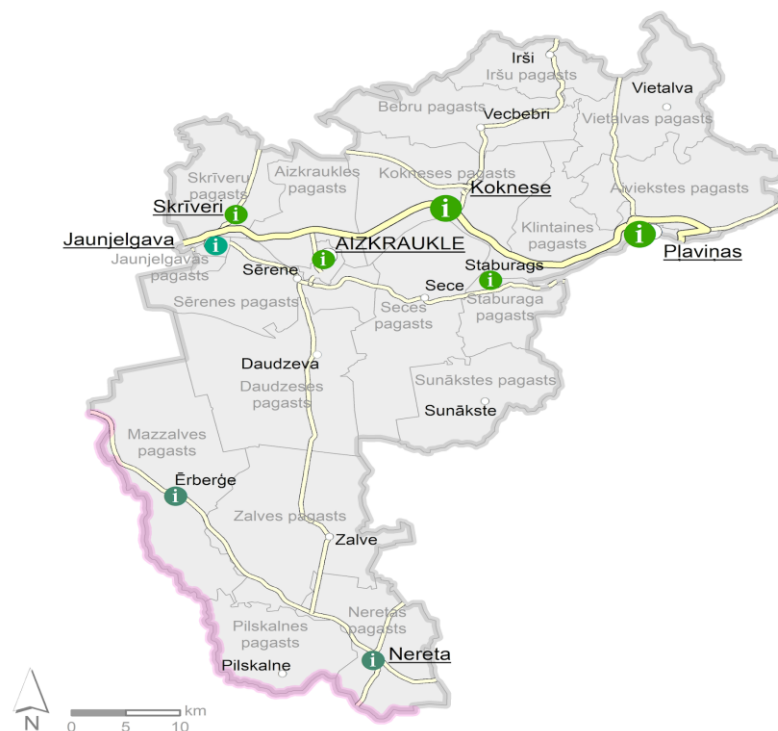 Irši
Iršu pagasts
Vietalva
Bebru pagasts
Vecbebri
Vietalvas pagasts
Skrīveru
pagasts
Aizkraukles
pagasts
Kokneses pagasts
Koknese
Aiviekstes pagasts
Skrīveri
i
i
Klintaines
pagasts
i
Jaunjelgava
i
AIZKRAUKLE
Pļaviņas
Jaunjelgavas
pagasts
i
Staburags
i
Sērene
Sece
Sērenes pagasts
Seces
pagasts
Staburaga
pagasts
Daudzeva
Daudzeses
pagasts
Sunākstes pagasts
Sunākste
Mazzalves
pagasts
Ērberģe
i
Zalves pagasts
Zalve
Pilskalnes
pagasts
Neretas
pagasts
Pilskalne
i
Nereta
N
km
0 5 10